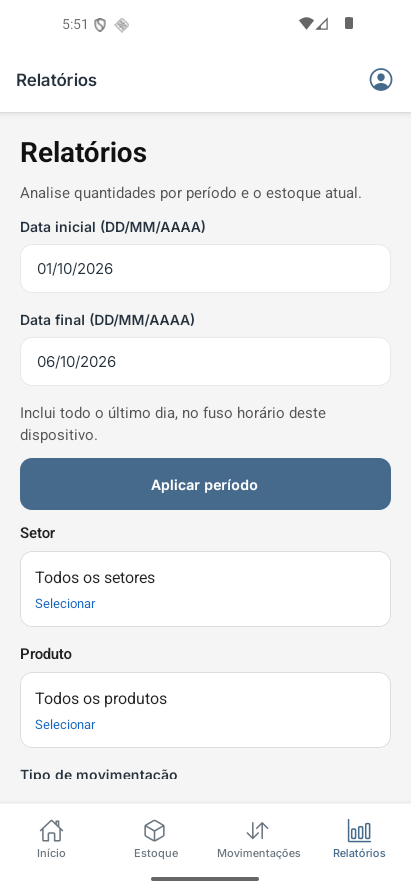 5:51
Relatórios
Relatórios
Analise quantidades por período e o estoque atual.
Data inicial (DD/MM/AAAA)
01/10/2026
Data final (DD/MM/AAAA)
06/10/2026
Inclui todo o último dia, no fuso horário deste
dispositivo.
Aplicar período
Setor
Todos os setores
Selecionar
Produto
Todos os produtos
Selecionar
Tipo de movimentação
Início
Estoque
Movimentações
Relatórios